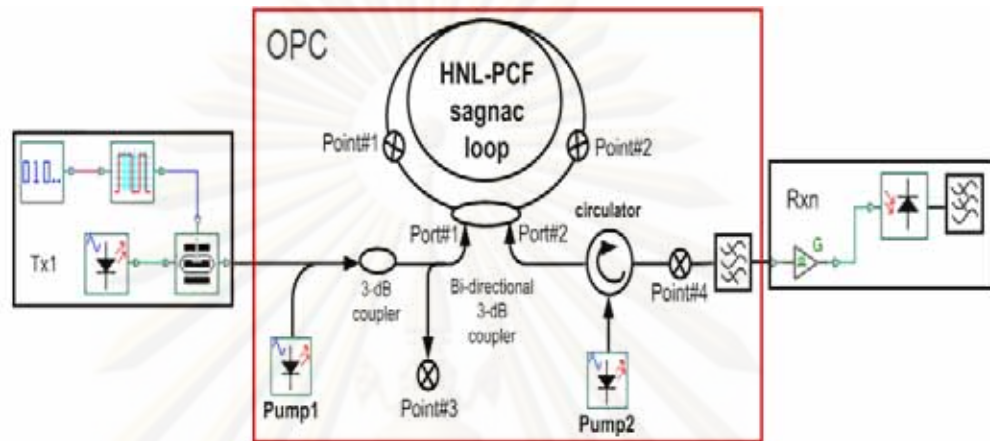 OPC
HNL-PCF
sagnac
loop
Point#1
Point#2
010..
Tx1
Port#1
Port#2
circulator
Rxn
G
3-dB
coupler
Bi-directional
3-dB
coupler
Point#4
Pump1
Point#3
Pump2